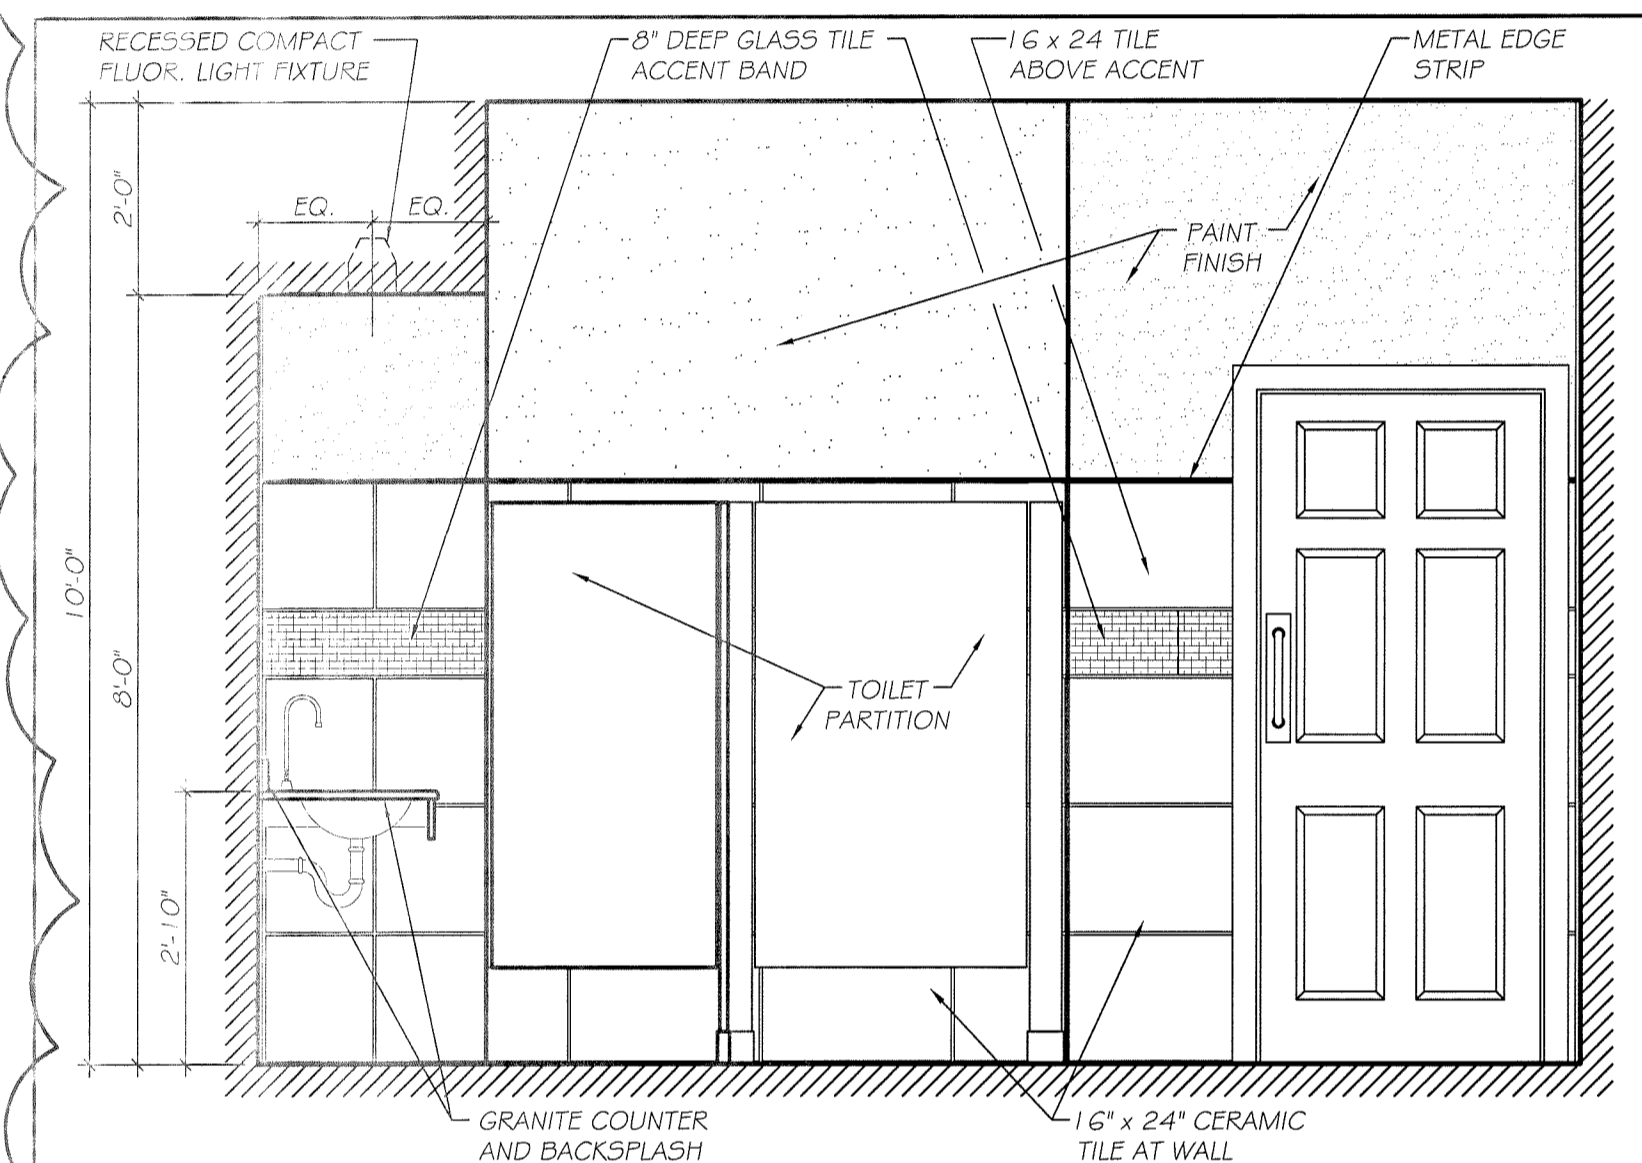 RECESSED COMPACT
FLUOR. LIGHT FIXTURE
8" DEEP GLASS TILE
ACCENT BAND
16 x 24 TILE
ABOVE ACCENT
METAL EDGE
STRIP
2'-0"
EQ.
EQ.
PAINT
FINISH
10'-0"
8'-0"
TOILET
PARTITION
2'-10"
GRANITE COUNTER
AND BACKSPLASH
16" x 24" CERAMIC
TILE AT WALL